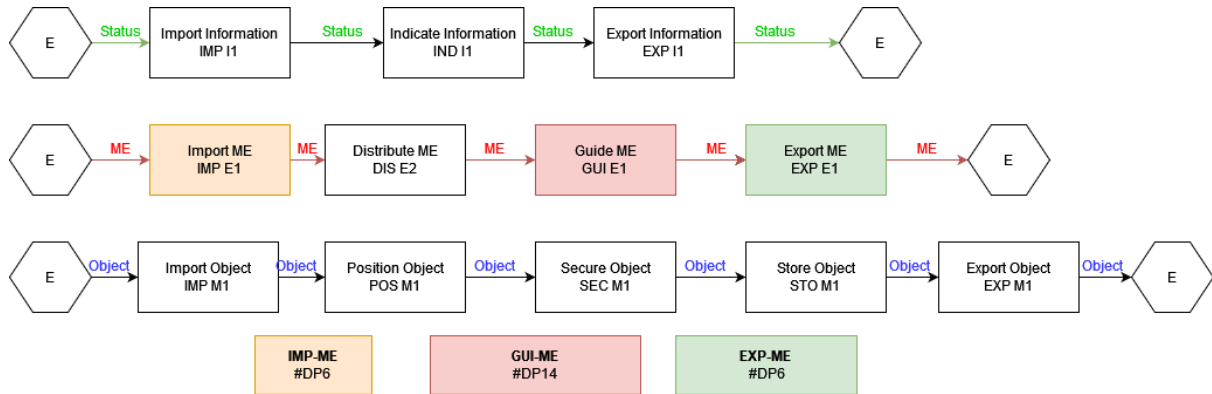 E
Status
Import Information
IMP I1
Status
Indicate Information
IND I1
Status
Export Information
EXP I1
Status
E
E
ME
Import ME
IMP E1
ME
Distribute ME
DIS E2
ME
Guide ME
GUI E1
ME
Export ME
EXP E1
ME
E
E
Object
Import Object
IMP M1
Object
Position Object
POS M1
Object
Secure Object
SEC M1
Object
Store Object
STO M1
Object
Export Object
EXP M1
Object
E
IMP-ME
#DP6
GUI-ME
#DP14
EXP-ME
#DP6